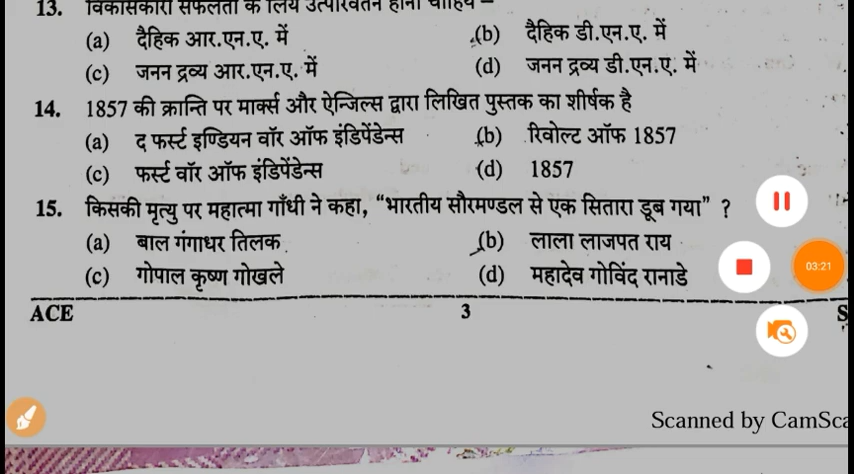 13. विकासकारी सफलता के लिये उत्परिवर्तन होना चाहिये –
(a) दैहिक आर.एन.ए. में (b) दैहिक डी.एन.ए. में
(c) जनन द्रव्य आर.एन.ए. में (d) जनन द्रव्य डी.एन.ए. में
14. 1857 की क्रान्ति पर मार्क्स और ऐन्जिल्स द्वारा लिखित पुस्तक का शीर्षक है
(a) द फर्स्ट इण्डियन वॉर ऑफ इंडिपेंडेन्स (b) रिवोल्ट ऑफ 1857
(c) फर्स्ट वॉर ऑफ इंडिपेंडेन्स (d) 1857
15. किसकी मृत्यु पर महात्मा गाँधी ने कहा, “भारतीय सौरमण्डल से एक सितारा डूब गया” ?
(a) बाल गंगाधर तिलक (b) लाला लाजपत राय
(c) गोपाल कृष्ण गोखले (d) महादेव गोविंद रानाडे
03:21
ACE 3 S
Scanned by CamSca